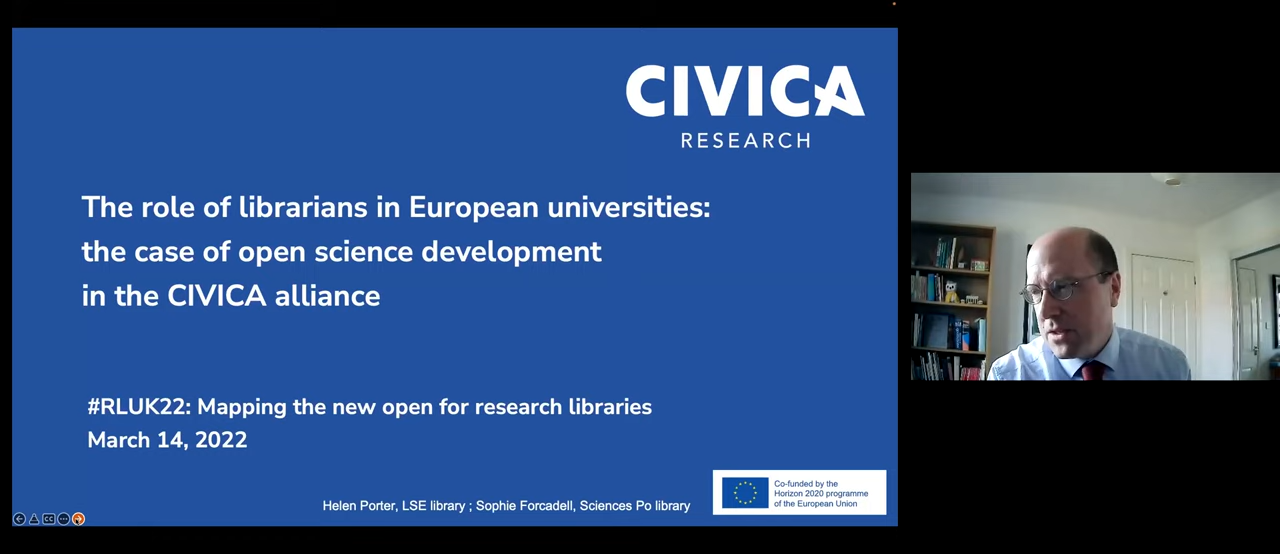 CIVICA
RESEARCH
The role of librarians in European universities:
the case of open science development
in the CIVICA alliance
#RLUK22: Mapping the new open for research libraries
March 14, 2022
Helen Porter, LSE library ; Sophie Forcadell, Sciences Po library
Co-funded by the
Horizon 2020 programme
of the European Union
CC